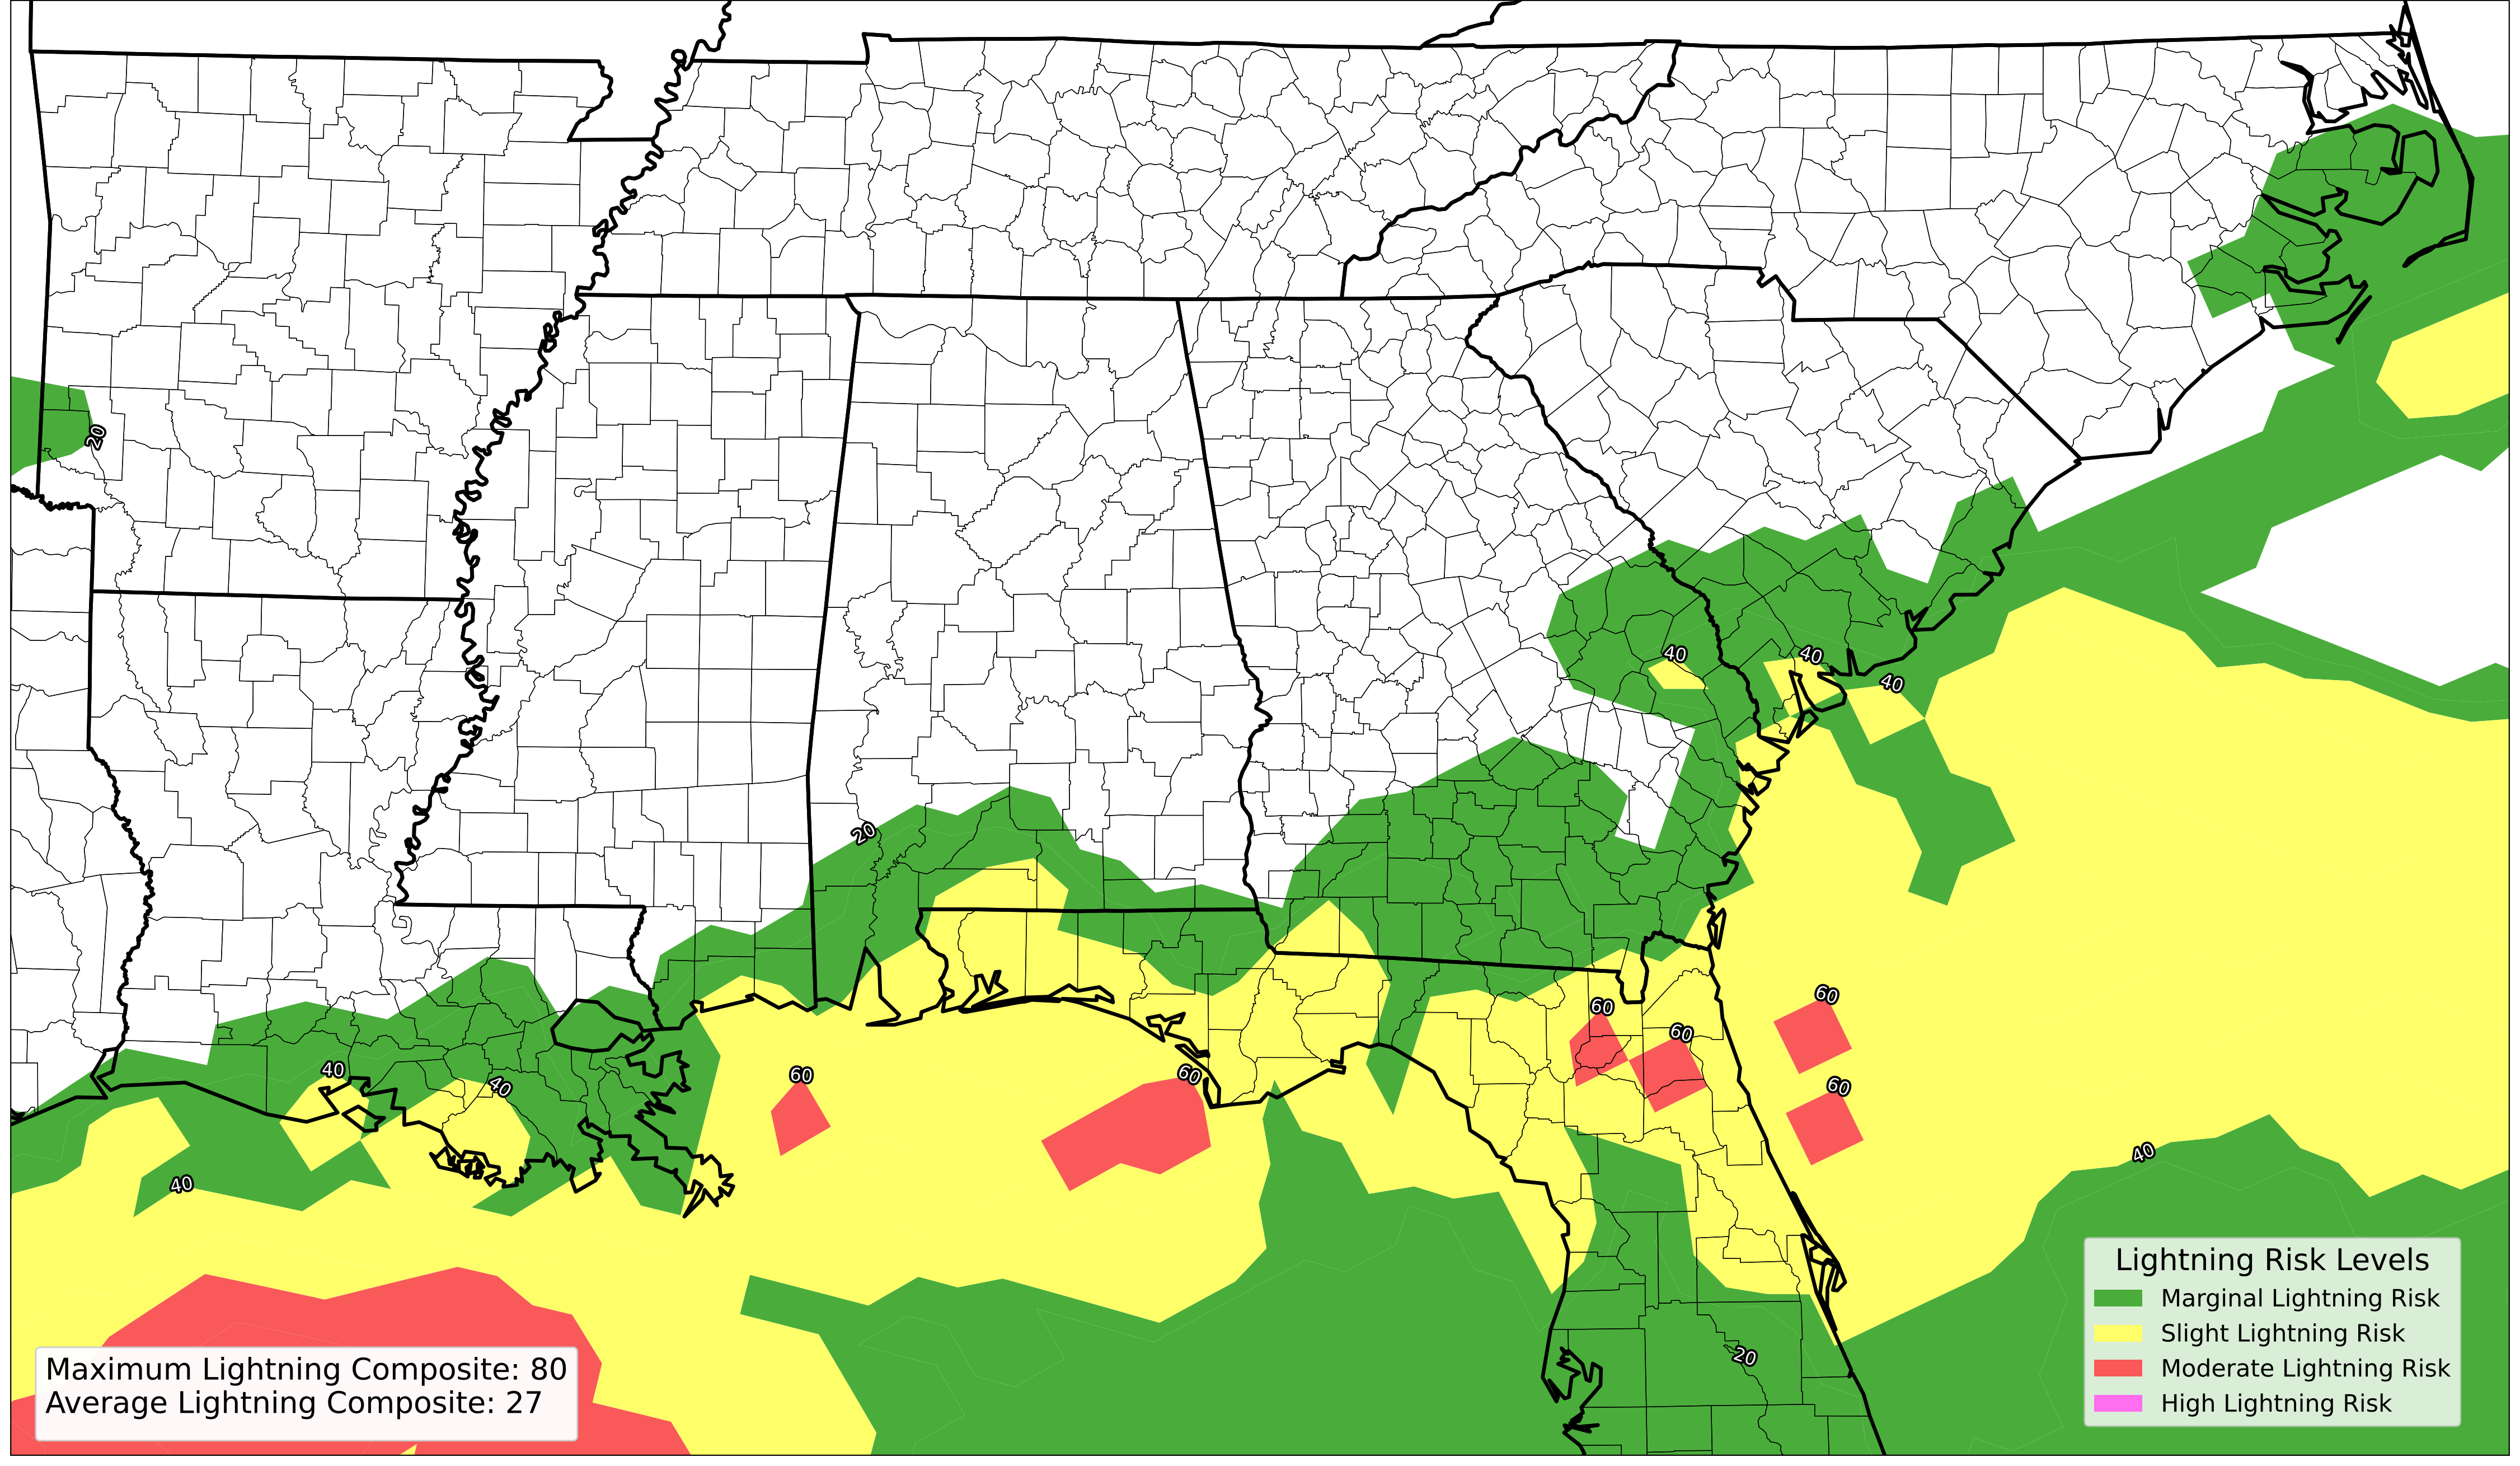 20
20
40
40
40
60
60
60
60
60
40
40
60
40
40
20
Lightning Risk Levels
Marginal Lightning Risk
Slight Lightning Risk
Moderate Lightning Risk
High Lightning Risk
Maximum Lightning Composite: 80
Average Lightning Composite: 27